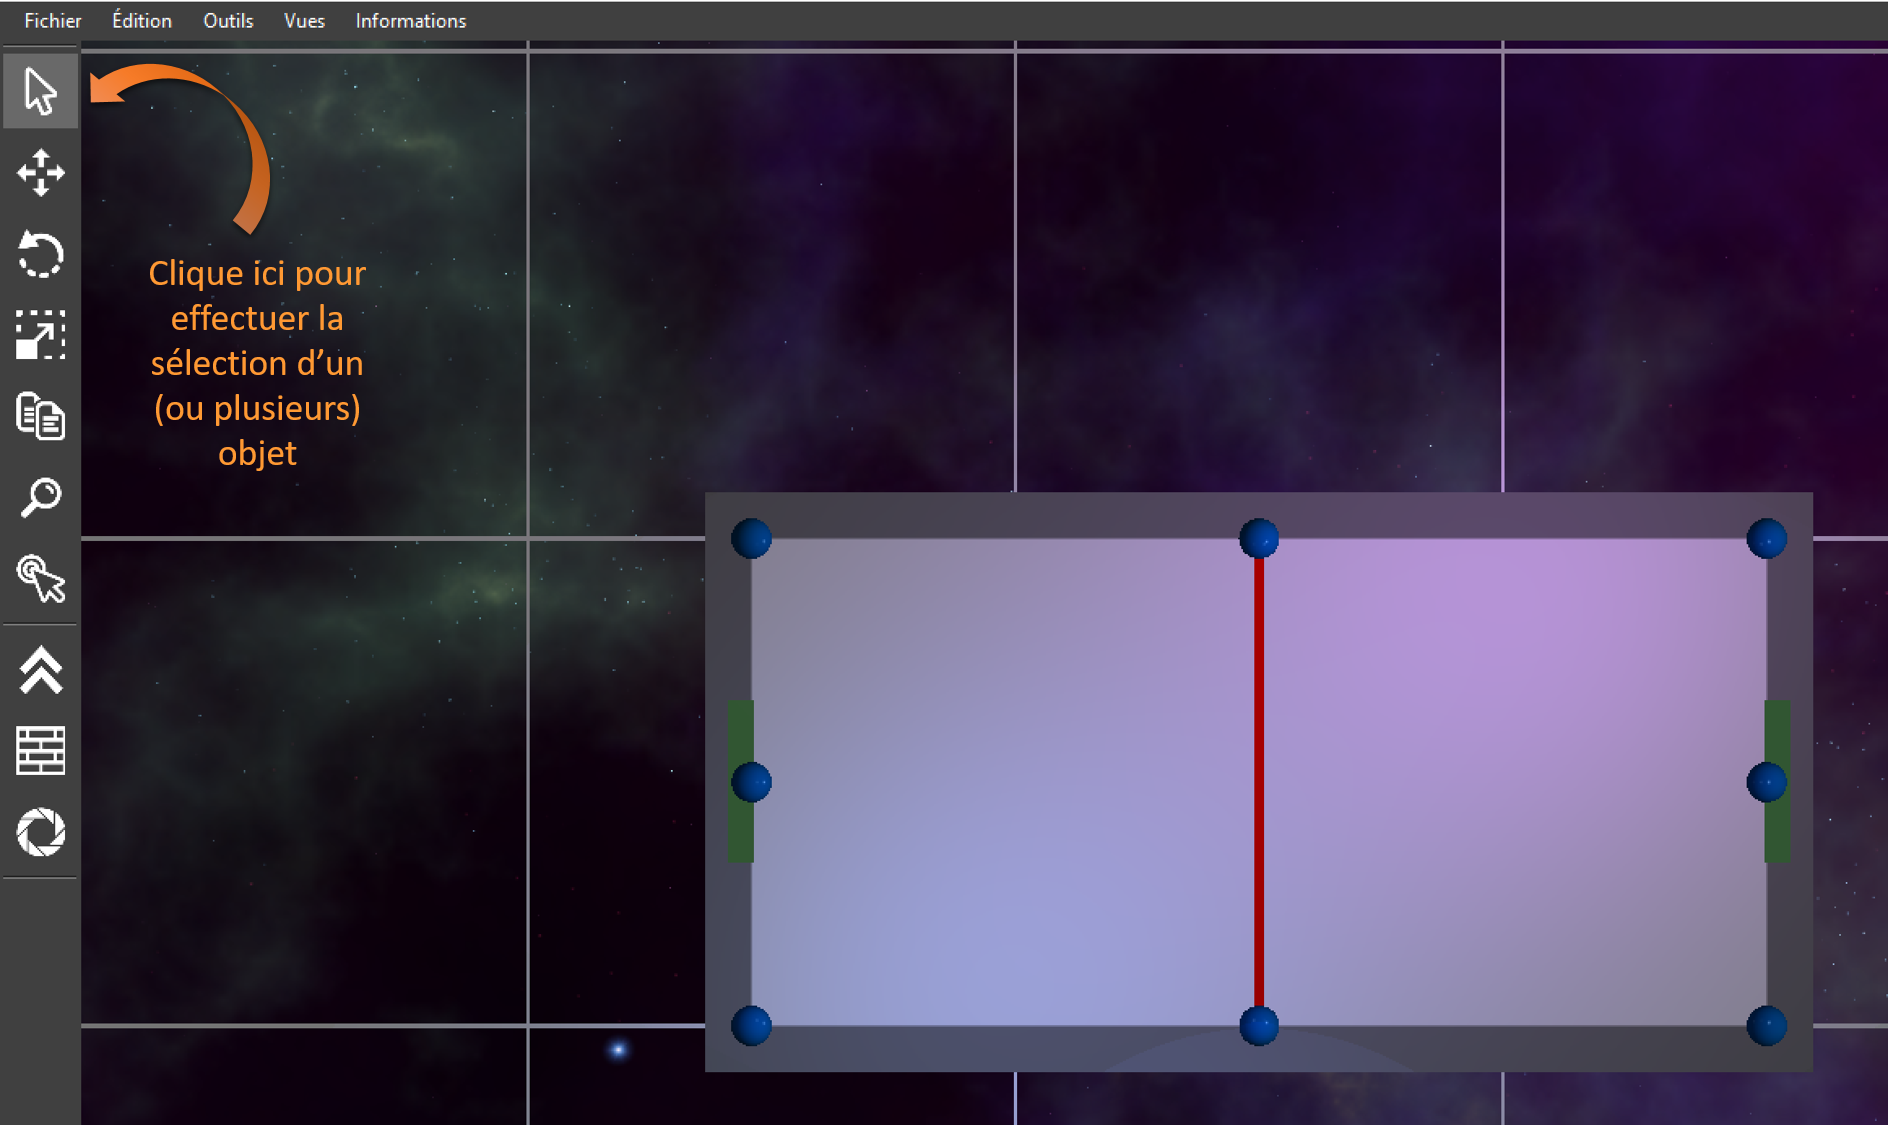 Fichier Édition Outils Vues Informations
Clique ici pour
effectuer la
sélection d’un
(ou plusieurs)
objet